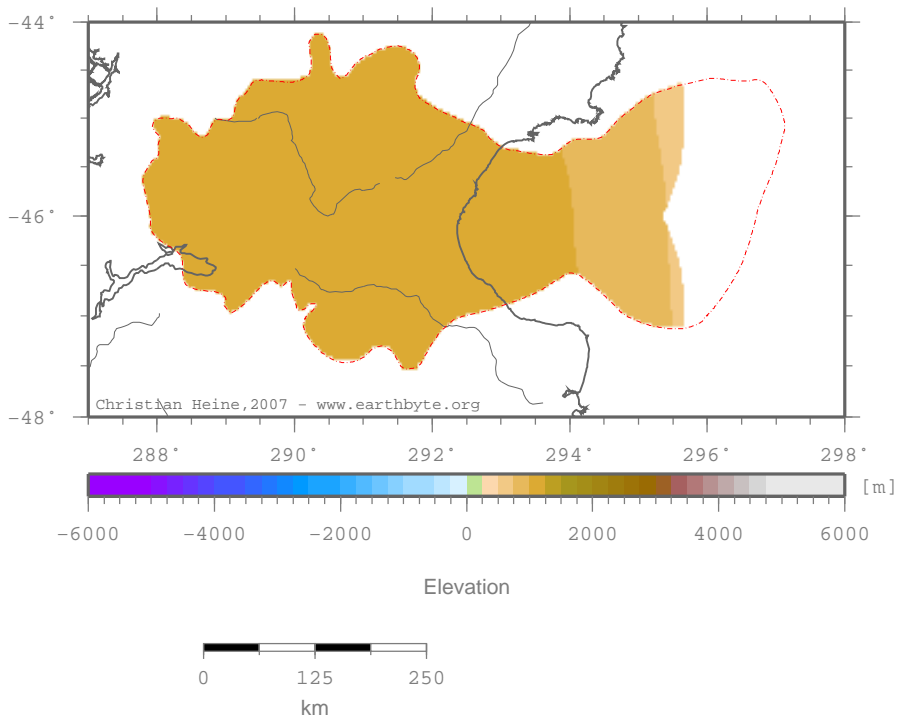 -44°
-46°
-48°
Christian Heine,2007 - www.earthbyte.org
288° 290° 292° 294° 296° 298°
[m]
-6000 -4000 -2000 0 2000 4000 6000
Elevation
0 125 250
km